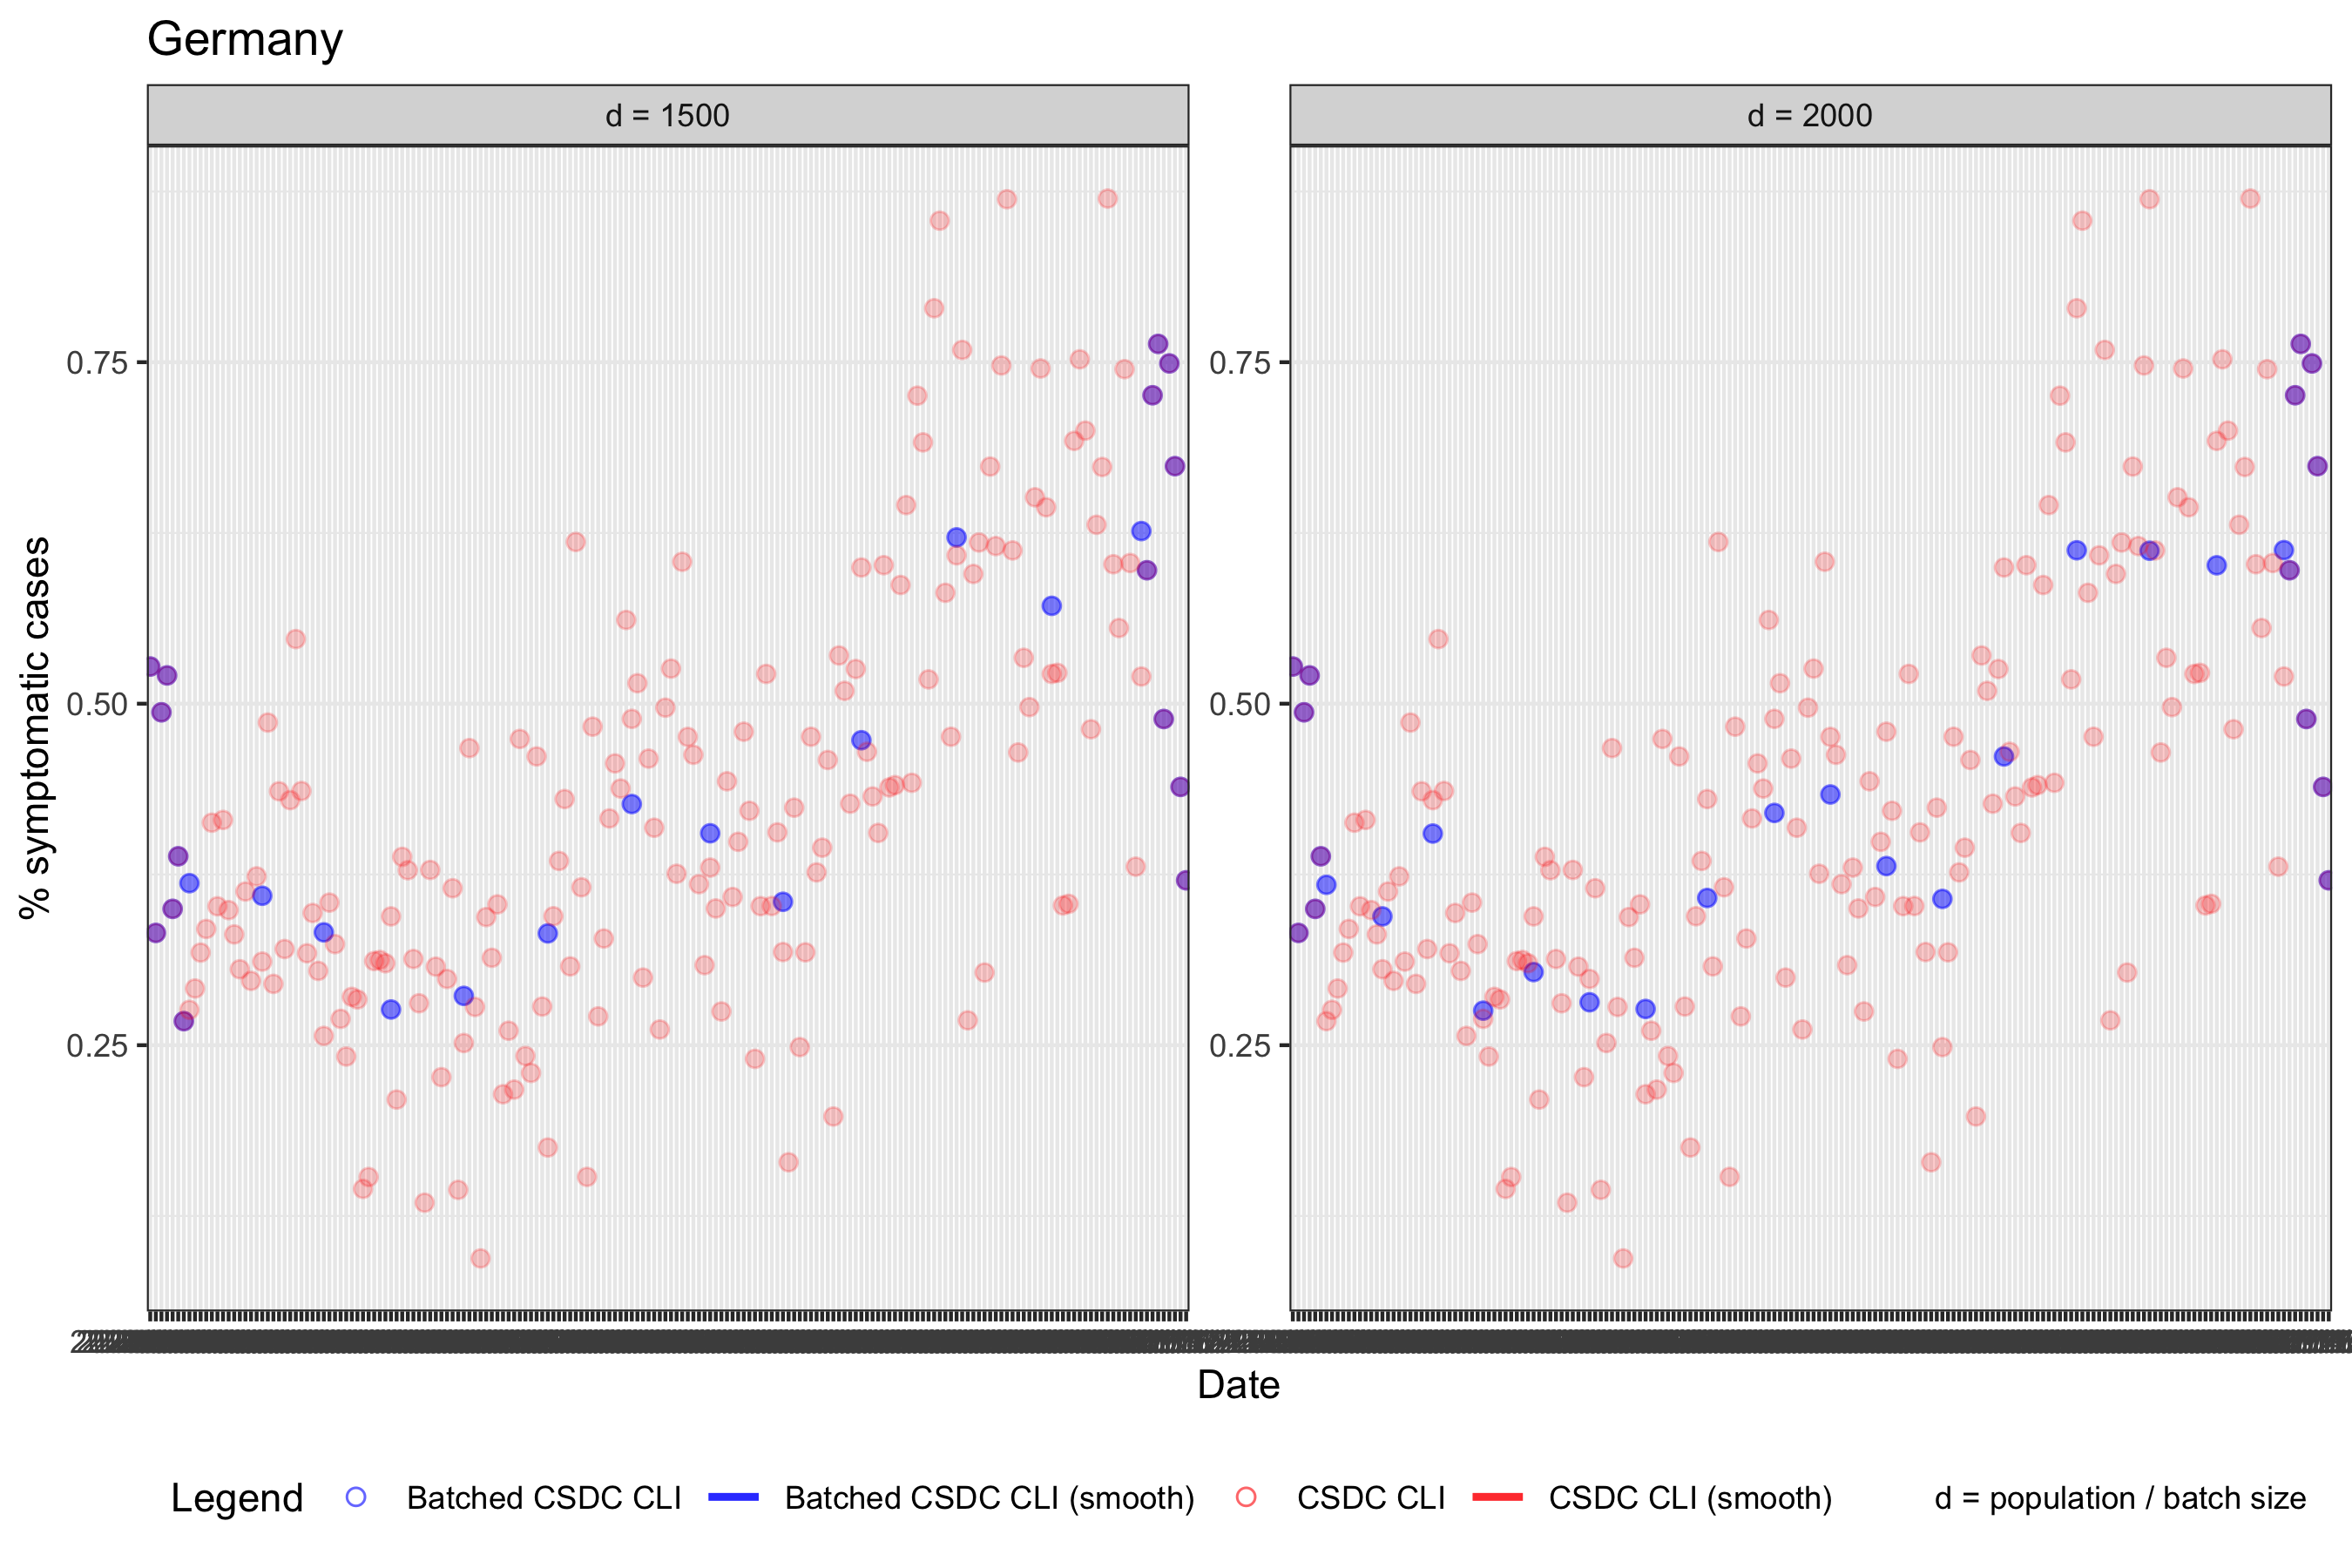 Germany
d = 1500
d = 2000
% symptomatic cases
0.75
0.50
0.25
0.75
0.50
0.25
Date
Legend
Batched CSDC CLI
Batched CSDC CLI (smooth)
CSDC CLI
CSDC CLI (smooth)
d = population / batch size